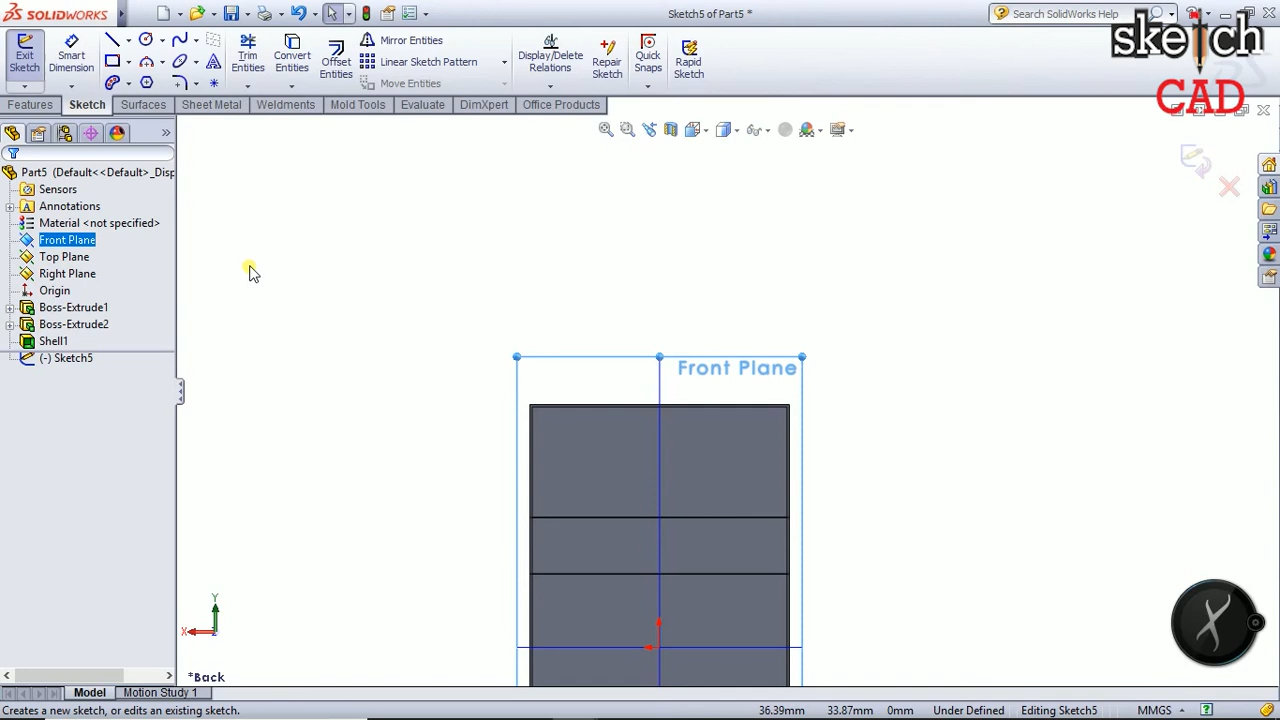 SOLIDWORKS
Sketch5 of Part5 *
Search SolidWorks Help
sketch
CAD
Exit
Sketch
Smart
Dimension
Trim
Entities
Convert
Entities
Offset
Entities
Mirror Entities
Linear Sketch Pattern
Move Entities
Display/Delete
Relations
Repair
Sketch
Quick
Snaps
Rapid
Sketch
Features
Sketch
Surfaces
Sheet Metal
Weldments
Mold Tools
Evaluate
DimXpert
Office Products
Part5 (Default<<Default>_Disp
Sensors
Annotations
Material <not specified>
Front Plane
Top Plane
Right Plane
Origin
Boss-Extrude1
Boss-Extrude2
Shell1
(-) Sketch5
Front Plane
Y
X
*Back
Model
Motion Study 1
Creates a new sketch, or edits an existing sketch.
36.39mm
33.87mm
0mm
Under Defined
Editing Sketch5
MMGS